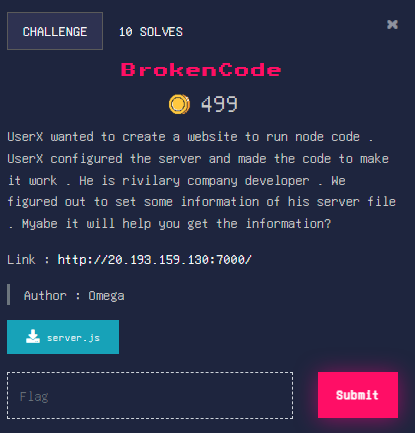 CHALLENGE 10 SOLVES ×
BrokenCode
499
UserX wanted to create a website to run node code .
UserX configured the server and made the code to make
it work . He is rivilary company developer . We
figured out to set some information of his server file
. Myabe it will help you get the information?
Link : http://20.193.159.130:7000/
Author : Omega
server.js
Flag Submit